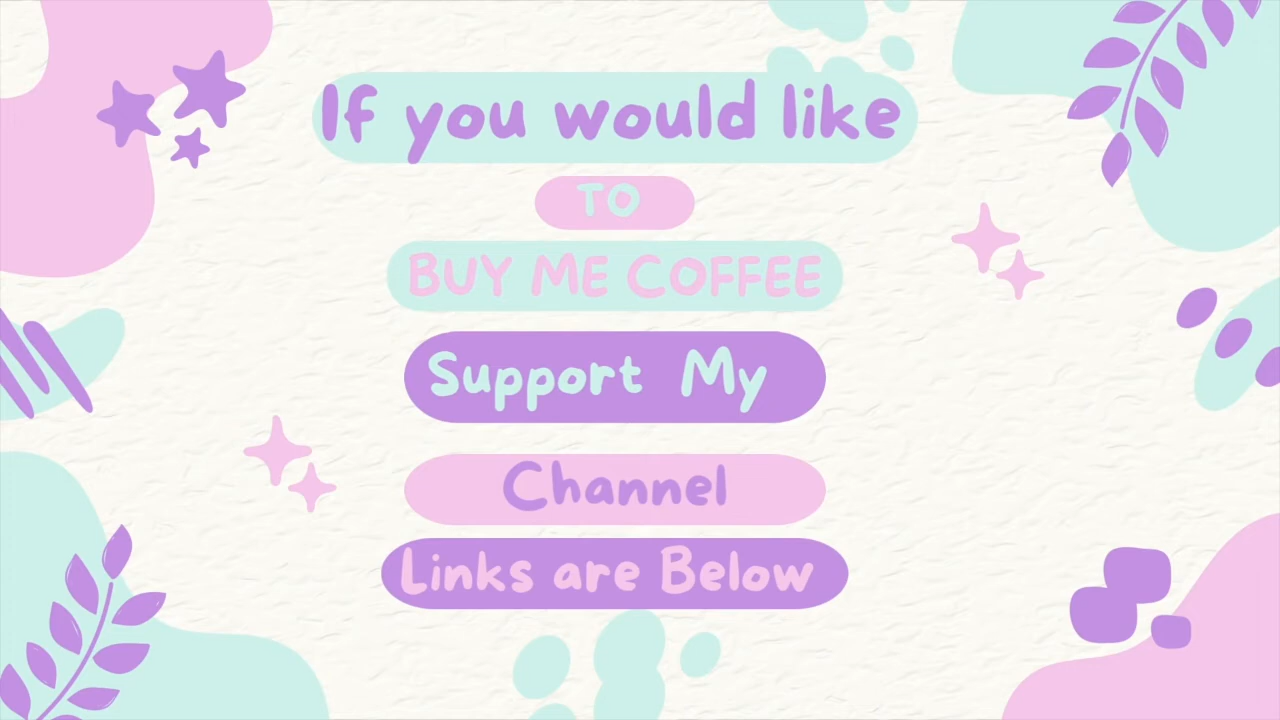 If you would like
TO
BUY ME COFFEE
Support My
Channel
Links are Below